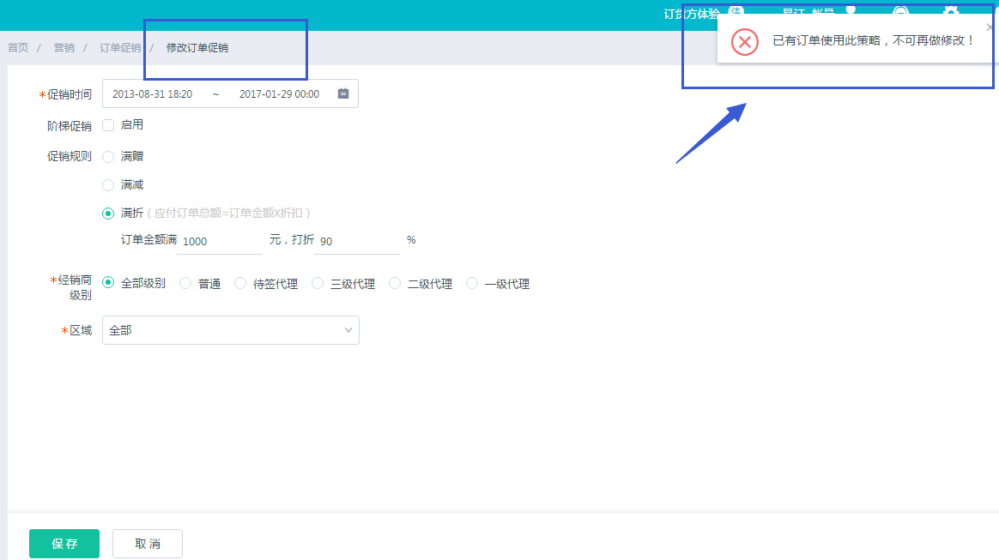 订货方体验 体 易订 帐号
已有订单使用此策略，不可再做修改！
首页 / 营销 / 订单促销 / 修改订单促销
*促销时间 2013-08-31 18:20 ~ 2017-01-29 00:00
阶梯促销 启用
促销规则 满赠
满减
满折（应付订单总额=订单金额X折扣）
订单金额满 1000 元，打折 90 %
*经销商级别 全部级别 普通 待签代理 三级代理 二级代理 一级代理
*区域 全部
保存 取消